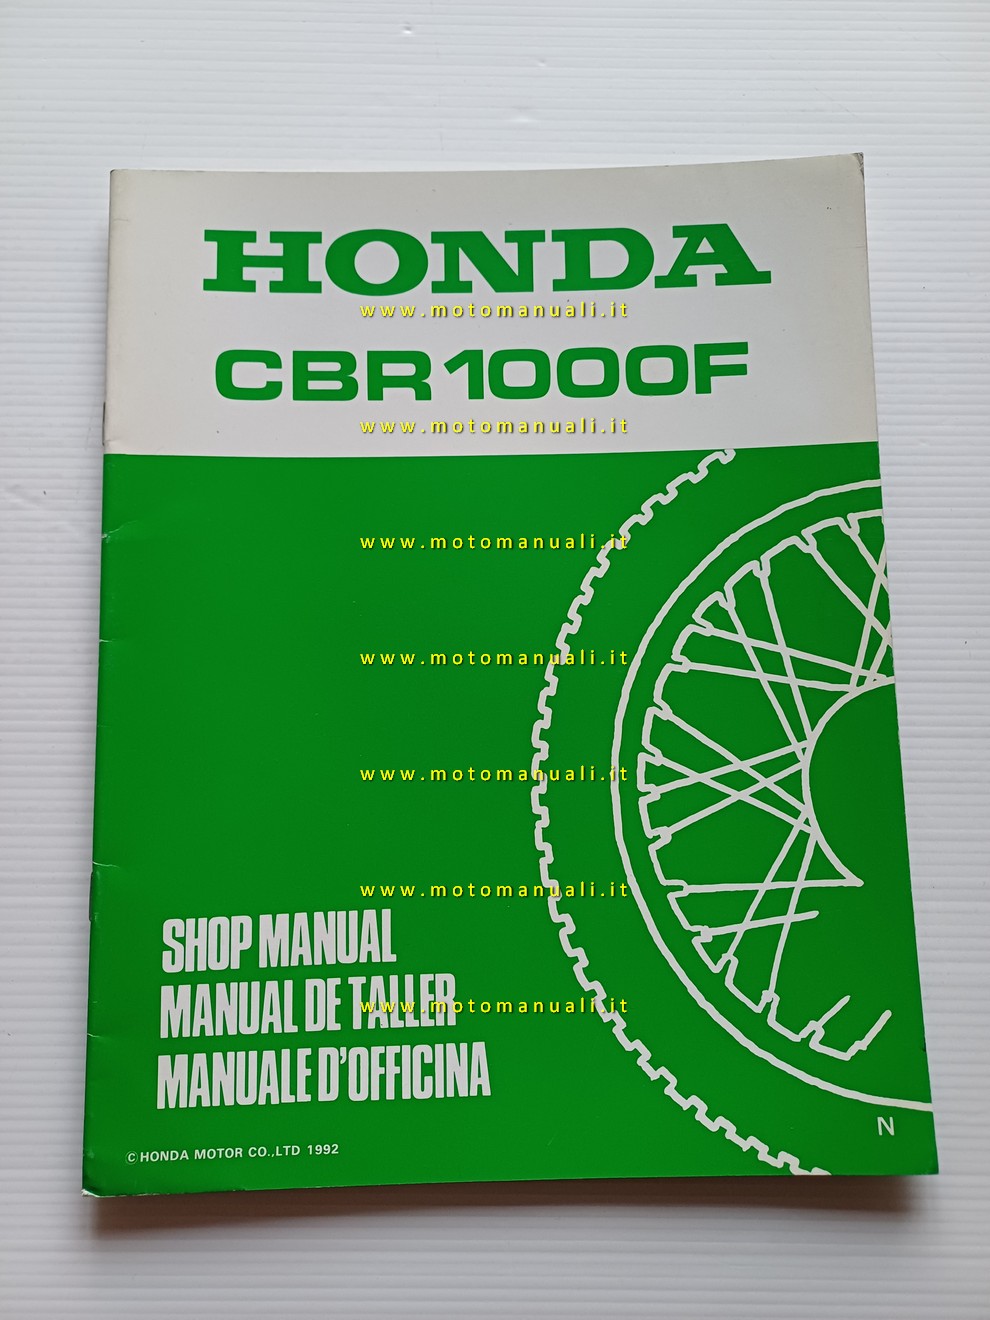 HONDA
www.motomanuali.it
CBR1000F
www.motomanuali.it
www.motomanuali.it
www.motomanuali.it
www.motomanuali.it
www.motomanuali.it
SHOP MANUAL
MANUAL DE TALLER
www.motomanuali.it
MANUALE D'OFFICINA
N
©HONDA MOTOR CO.,LTD 1992